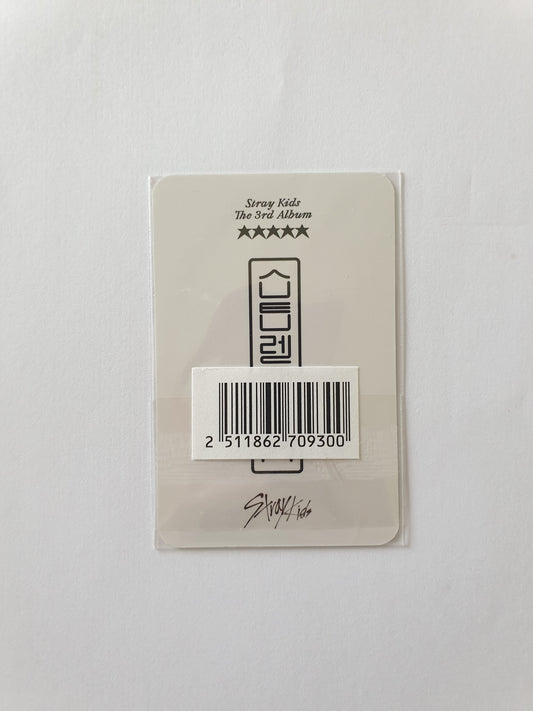 Stray Kids
The 3rd Album
★★★★★
2 511862 709300
Stray Kids